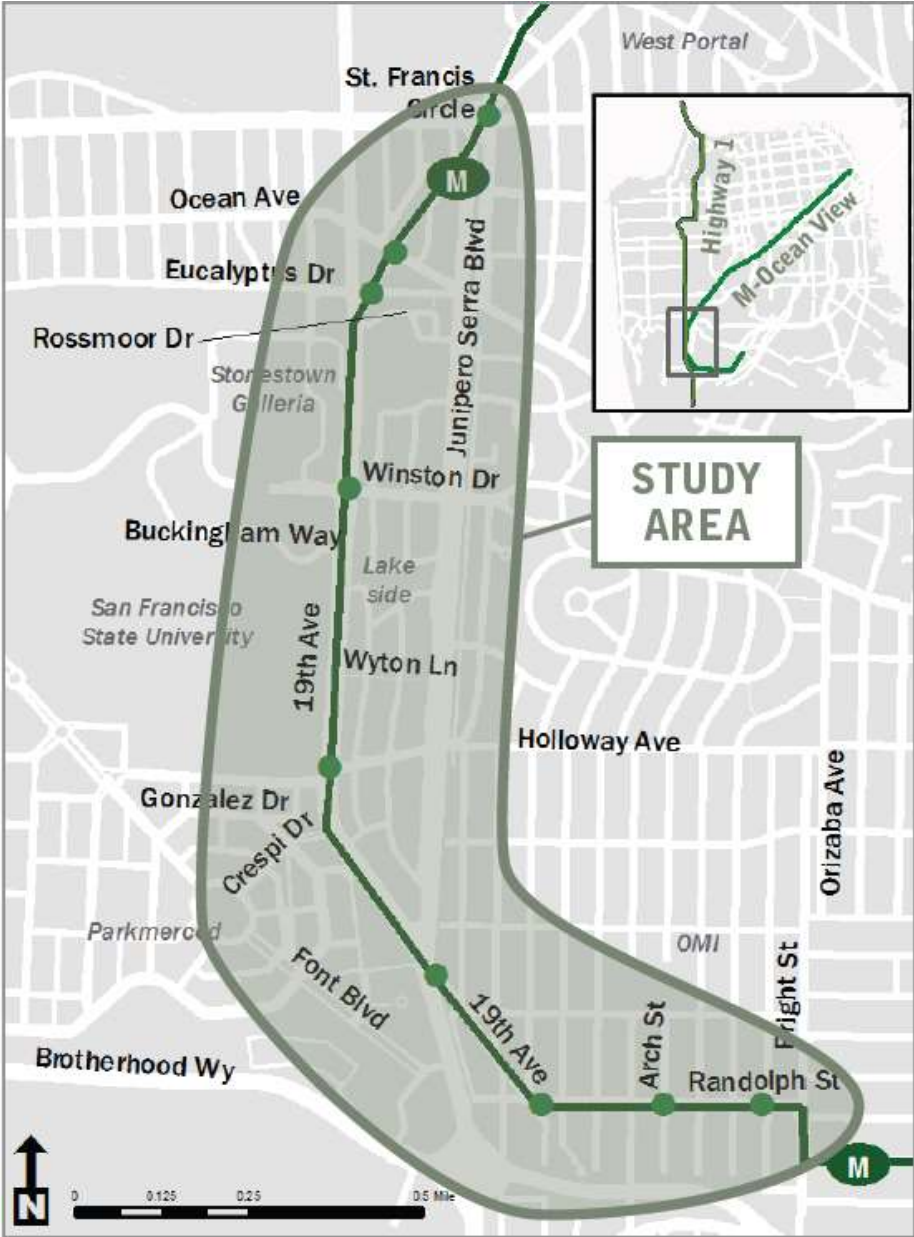 West Portal
St. Francis
Circle
M
Highway 1
M-Ocean View
Ocean Ave
Junipero Serra Blvd
Eucalyptus Dr
Rossmoor Dr
Stonestown
Galleria
STUDY
AREA
Winston Dr
Buckingham Way
Lake
side
San Francisco
State University
19th Ave
Wyton Ln
Holloway Ave
Gonzalez Dr
Crespi Dr
Orizaba Ave
Parkmerced
OMI
Font Blvd
Bright St
19th Ave
Arch St
Randolph St
Brotherhood Wy
M
N
0 0.125 0.25 0.5 Mile